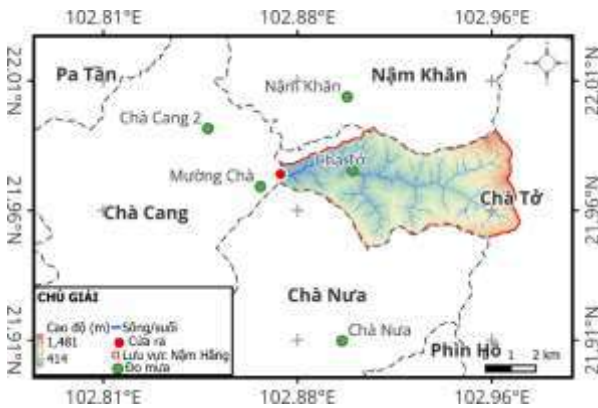 102.81°E 102.88°E 102.96°E
22.01°N 22.01°N
Pa Tần
Nậm Khăn
Nậm Khăn
Chà Cang 2
Mường Chà
Chà Tở
21.96°N 21.96°N
Chà Cang
Chà Nưa
CHÚ GIẢI
Cao độ (m)
1,481
414
Sông/suối
Cửa ra
Lưu vực Nậm Hằng
Đo mưa
Chà Nưa
Phìn Hồ
21.91°N 21.91°N
0 1 2 km
102.81°E 102.88°E 102.96°E